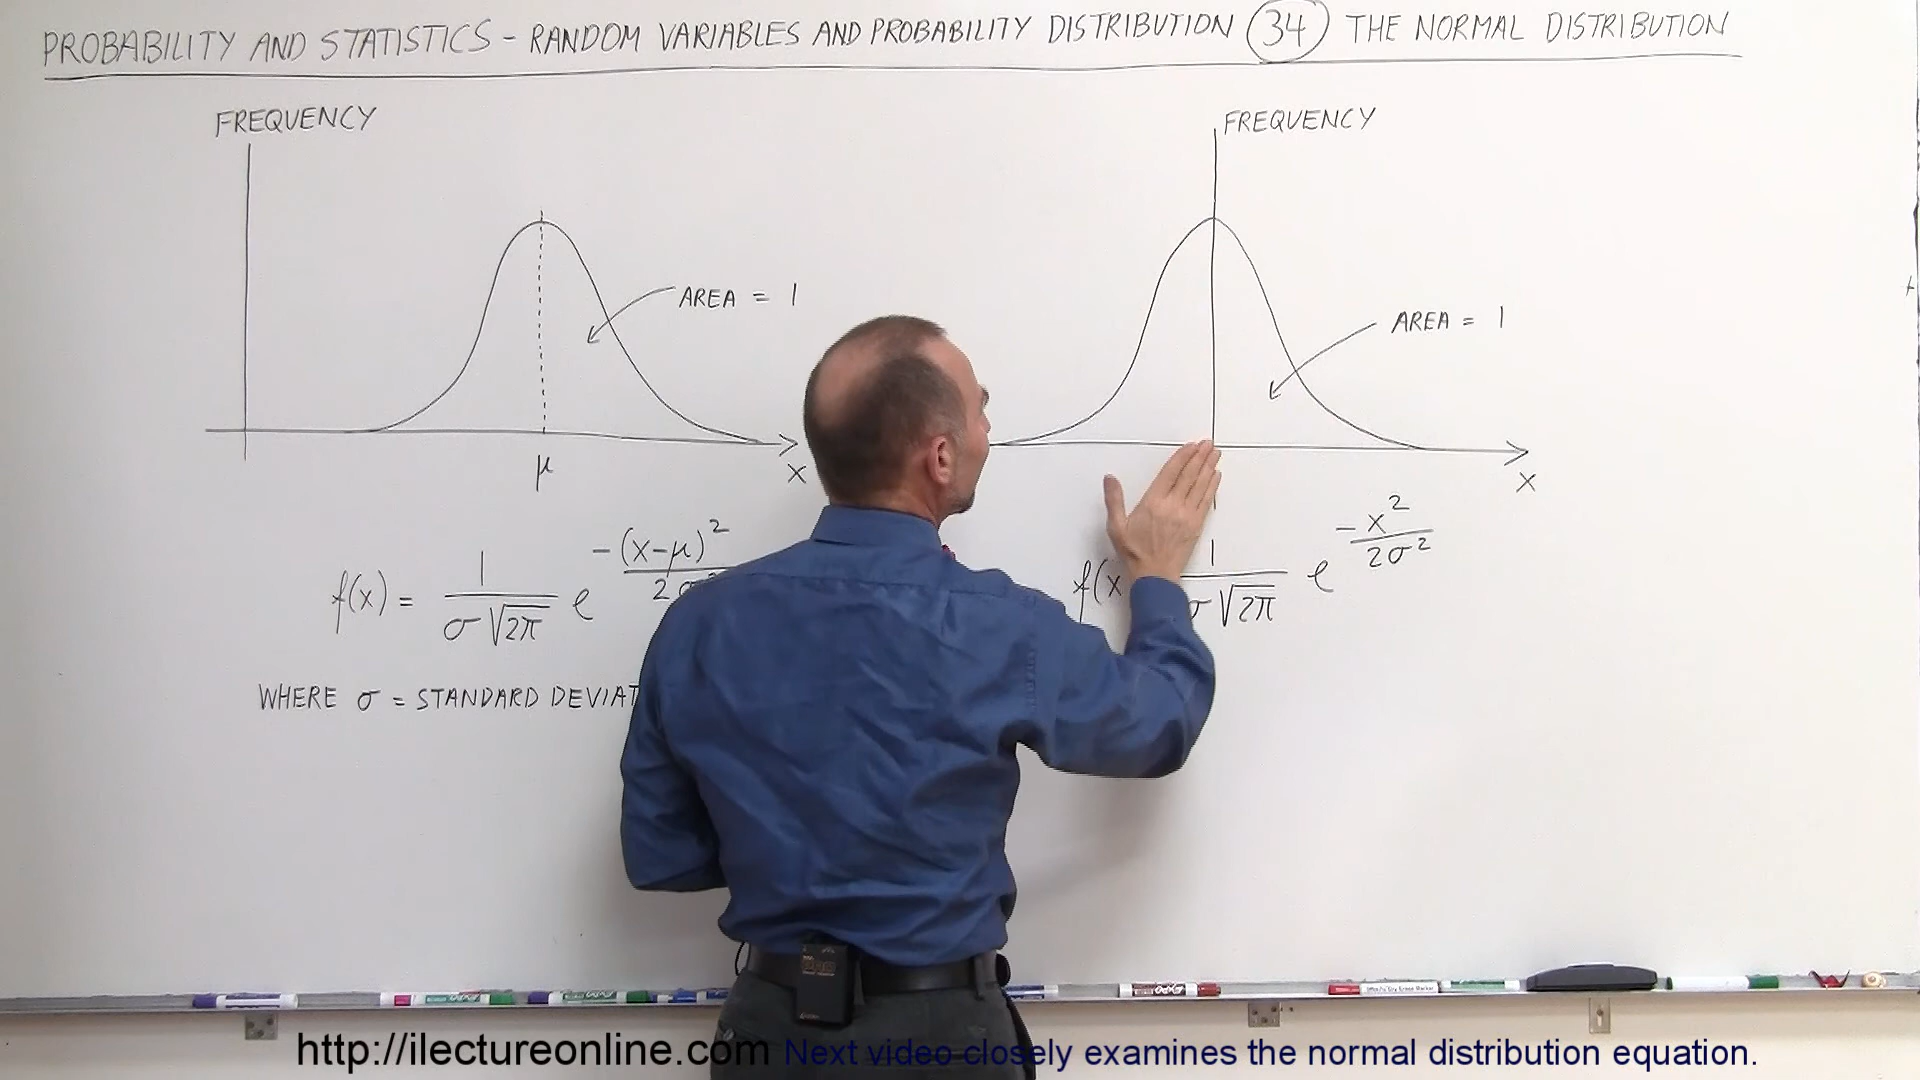 PROBABILITY AND STATISTICS - RANDOM VARIABLES AND PROBABILITY DISTRIBUTION (34) THE NORMAL DISTRIBUTION
FREQUENCY
AREA = 1
μ
X
f(x) = 1 / σ√2π e -(x-μ)² / 2σ²
WHERE σ = STANDARD DEVIAT
FREQUENCY
AREA = 1
X
f(x 1 / σ√2π e -x² / 2σ²
http://ilectureonline.com Next video closely examines the normal distribution equation.